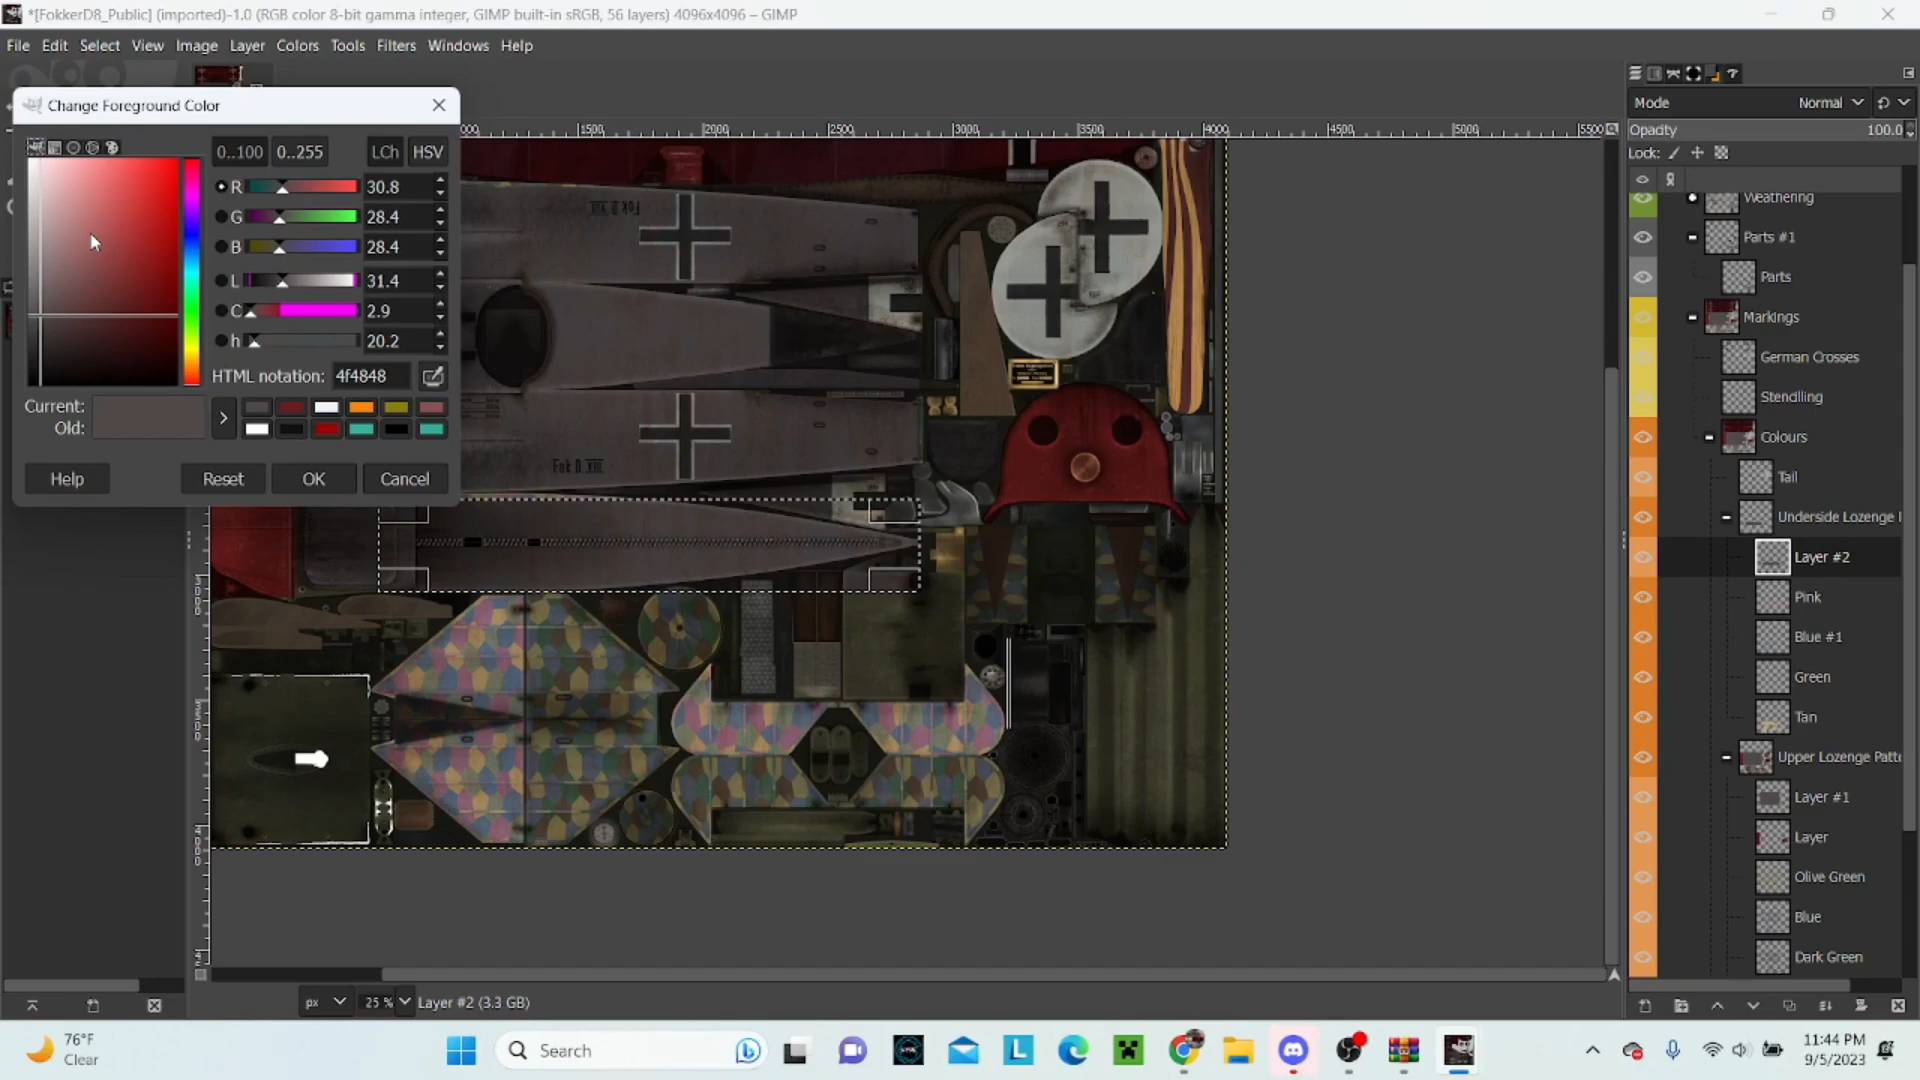 *[FokkerD8_Public] (imported)-1.0 (RGB color 8-bit gamma integer, GIMP built-in sRGB, 56 layers) 4096x4096 – GIMP
File Edit Select View Image Layer Colors Tools Filters Windows Help
Change Foreground Color
0..100 0..255 LCh HSV
R 30.8
G 28.4
B 28.4
L 31.4
C 2.9
h 20.2
HTML notation: 4f4848
Current:
Old:
Help Reset OK Cancel
1500 2000 2500 3000 3500 4000 4500 5000 5500
Fok D VII
Mode Normal
Opacity 100.0
Lock:
Weathering
Parts #1
Parts
Markings
German Crosses
Stendlling
Colours
Tail
Underside Lozenge
Layer #2
Pink
Blue #1
Green
Tan
Upper Lozenge Patte
Layer #1
Layer
Olive Green
Blue
Dark Green
px 25 % Layer #2 (3.3 GB)
76°F
Clear
Search
11:44 PM
9/5/2023